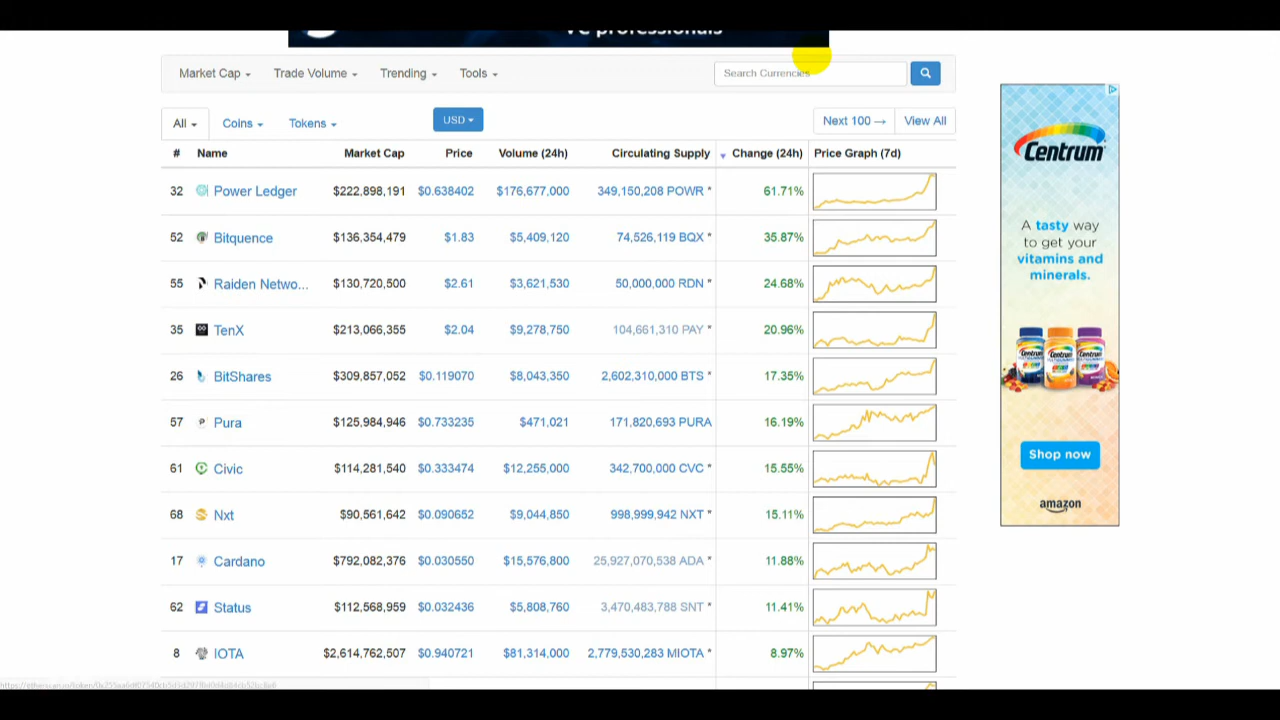 VC professionals
Market Cap Trade Volume Trending Tools Search Currencies
All Coins Tokens USD Next 100 → View All
# Name Market Cap Price Volume (24h) Circulating Supply Change (24h) Price Graph (7d)
32 Power Ledger $222,898,191 $0.638402 $176,677,000 349,150,208 POWR * 61.71%
52 Bitquence $136,354,479 $1.83 $5,409,120 74,526,119 BQX * 35.87%
55 Raiden Netwo... $130,720,500 $2.61 $3,621,530 50,000,000 RDN * 24.68%
35 TenX $213,066,355 $2.04 $9,278,750 104,661,310 PAY * 20.96%
26 BitShares $309,857,052 $0.119070 $8,043,350 2,602,310,000 BTS * 17.35%
57 Pura $125,984,946 $0.733235 $471,021 171,820,693 PURA 16.19%
61 Civic $114,281,540 $0.333474 $12,255,000 342,700,000 CVC * 15.55%
68 Nxt $90,561,642 $0.090652 $9,044,850 998,999,942 NXT * 15.11%
17 Cardano $792,082,376 $0.030550 $15,576,800 25,927,070,538 ADA * 11.88%
62 Status $112,568,959 $0.032436 $5,808,760 3,470,483,788 SNT * 11.41%
8 IOTA $2,614,762,507 $0.940721 $81,314,000 2,779,530,283 MIOTA * 8.97%
Centrum
A tasty way
to get your
vitamins and
minerals.
Centrum Centrum Centrum
Shop now
amazon